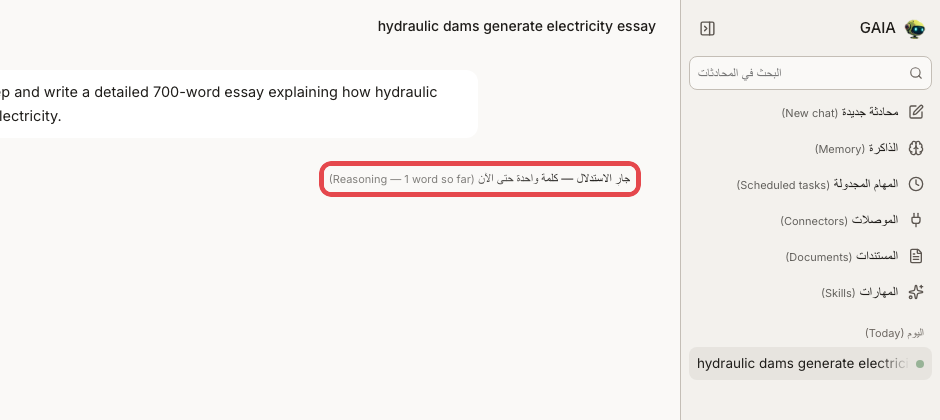 hydraulic dams generate electricity essay
p and write a detailed 700-word essay explaining how hydraulic
lectricity.
جارٍ الاستدلال — كلمة واحدة حتى الآن (Reasoning — 1 word so far)
GAIA
البحث في المحادثات
محادثة جديدة (New chat)
الذاكرة (Memory)
المهام المجدولة (Scheduled tasks)
الموصلات (Connectors)
المستندات (Documents)
المهارات (Skills)
اليوم (Today)
hydraulic dams generate electrici